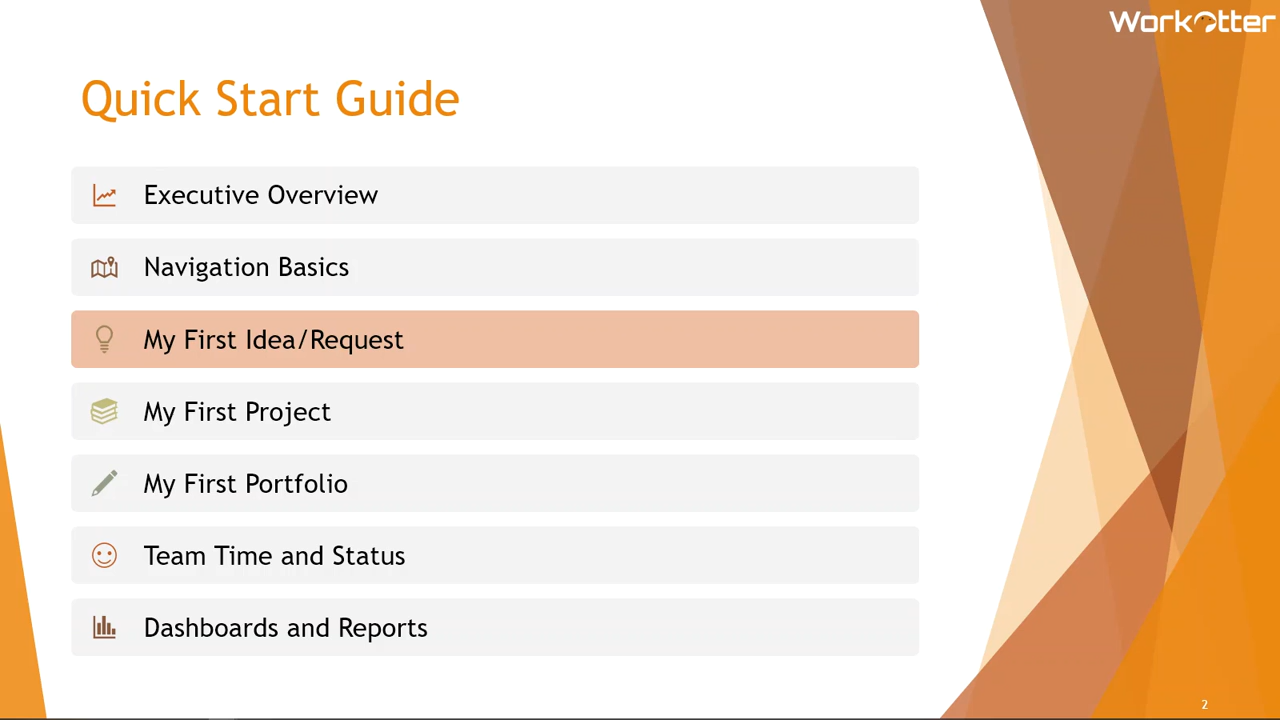 WorkOtter
Quick Start Guide
Executive Overview
Navigation Basics
My First Idea/Request
My First Project
My First Portfolio
Team Time and Status
Dashboards and Reports
2